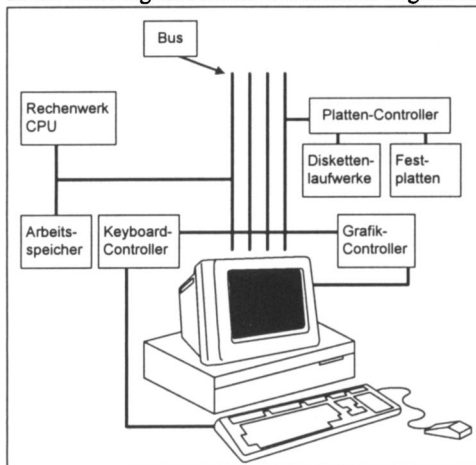 Bus
Rechenwerk
CPU
Platten-Controller
Disketten-
laufwerke
Fest-
platten
Arbeits-
speicher
Keyboard-
Controller
Grafik-
Controller